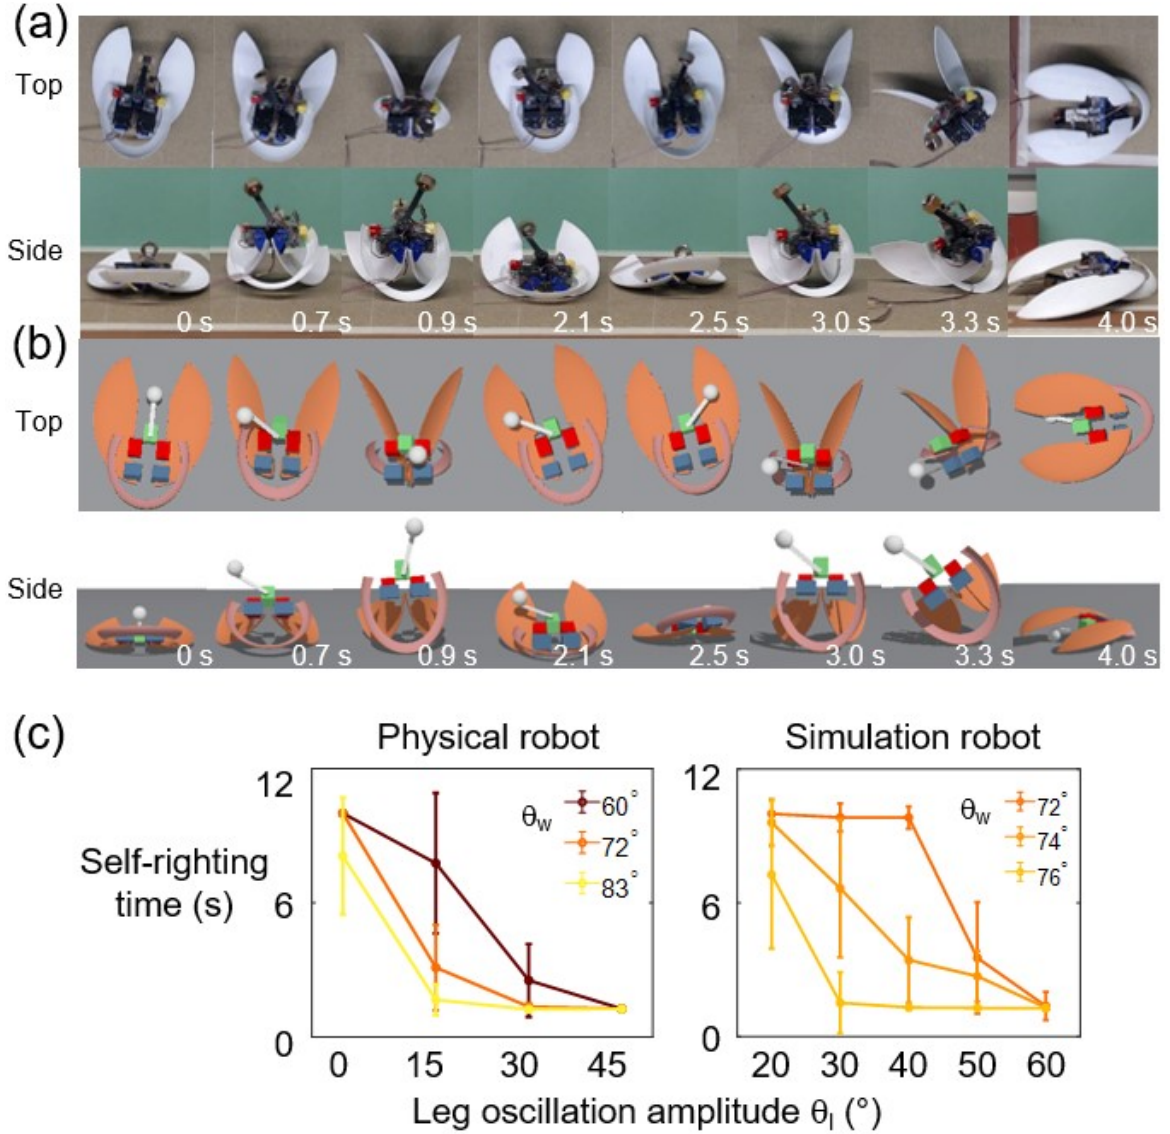 (a)
Top
Side
0 s 0.7 s 0.9 s 2.1 s 2.5 s 3.0 s 3.3 s 4.0 s
(b)
Top
Side
0 s 0.7 s 0.9 s 2.1 s 2.5 s 3.0 s 3.3 s 4.0 s
(c)
Physical robot
Simulation robot
Self-righting
time (s)
12
6
0
θw
60°
72°
83°
0 15 30 45
12
6
0
θw
72°
74°
76°
20 30 40 50 60
Leg oscillation amplitude θl (°)